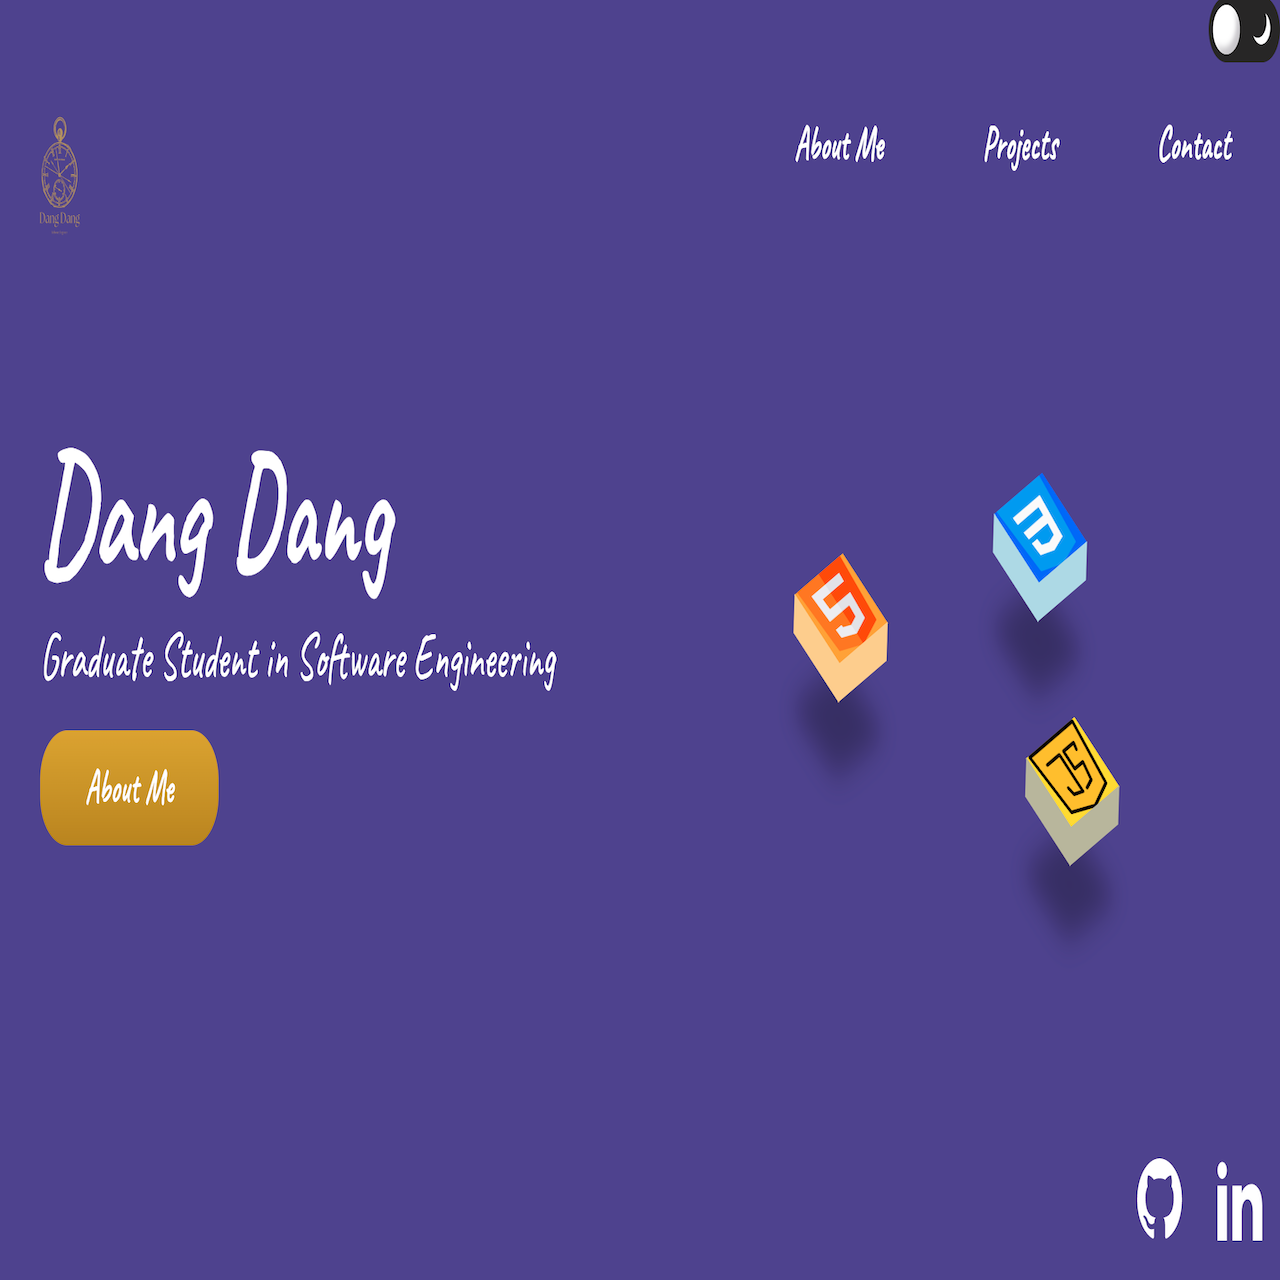 About Me
Projects
Contact
Dang Dang
Dang Dang
Graduate Student in Software Engineering
About Me
5
3
JS
in